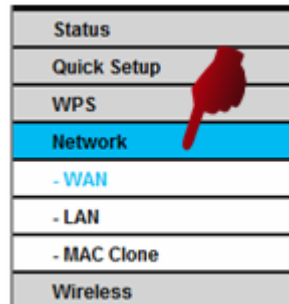 Status
Quick Setup
WPS
Network
- WAN
- LAN
- MAC Clone
Wireless